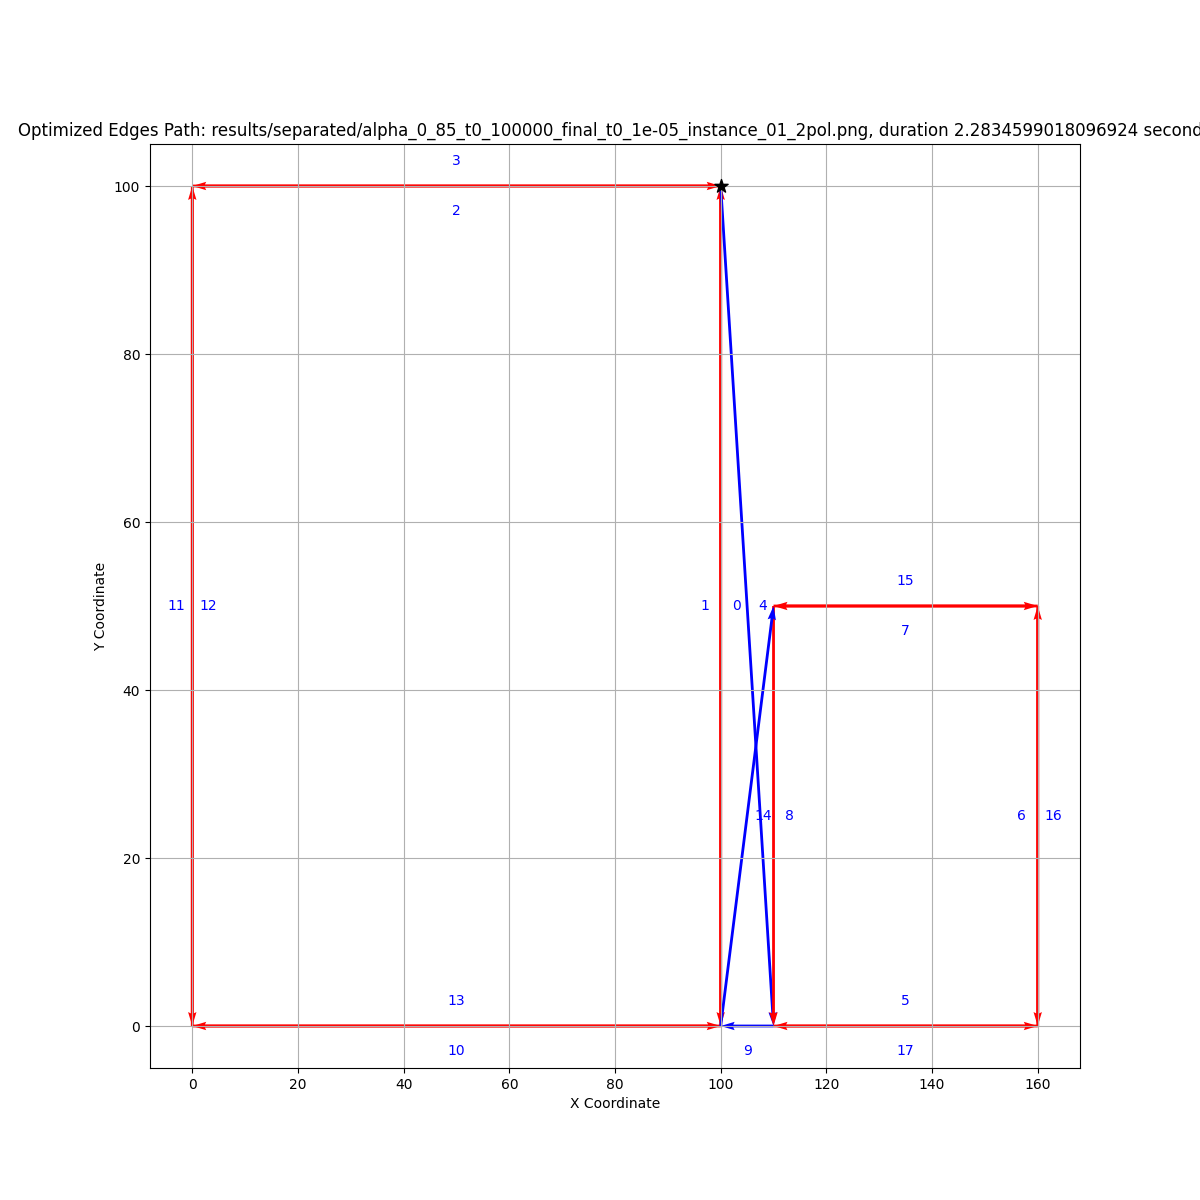 Optimized Edges Path: results/separated/alpha_0_85_t0_100000_final_t0_1e-05_instance_01_2pol.png, duration 2.2834599018096924 second
3
100
2
80
60
11 12 1 0 4
15
7
Y Coordinate
40
14 8 6 16
20
13
5
0
10
9
17
0 20 40 60 80 100 120 140 160
X Coordinate